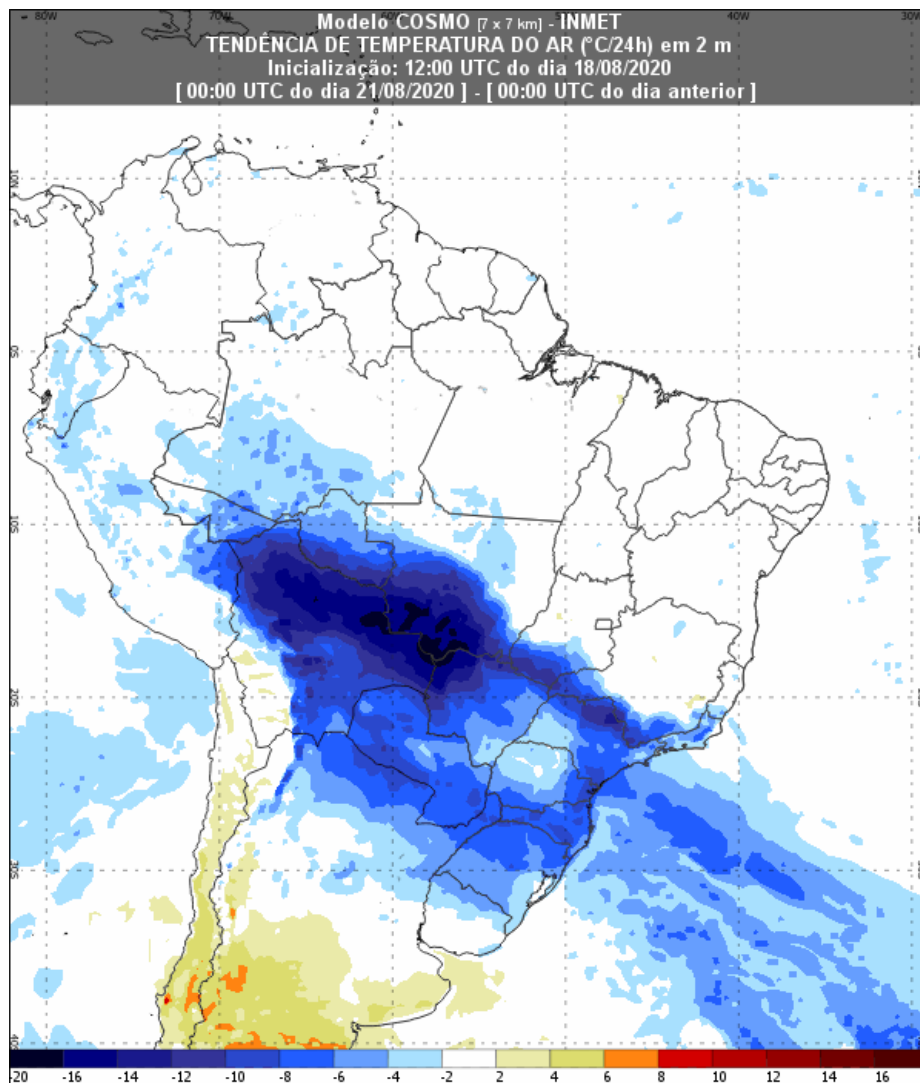 Modelo COSMO [7 x 7 km] - INMET
TENDÊNCIA DE TEMPERATURA DO AR (°C/24h) em 2 m
Inicialização: 12:00 UTC do dia 18/08/2020
[ 00:00 UTC do dia 21/08/2020 ] - [ 00:00 UTC do dia anterior ]
80W 70W 60W 50W 40W 30W
10S
20S
30S
40S
20 -16 -14 -12 -10 -8 -6 -4 -2 2 4 6 8 10 12 14 16